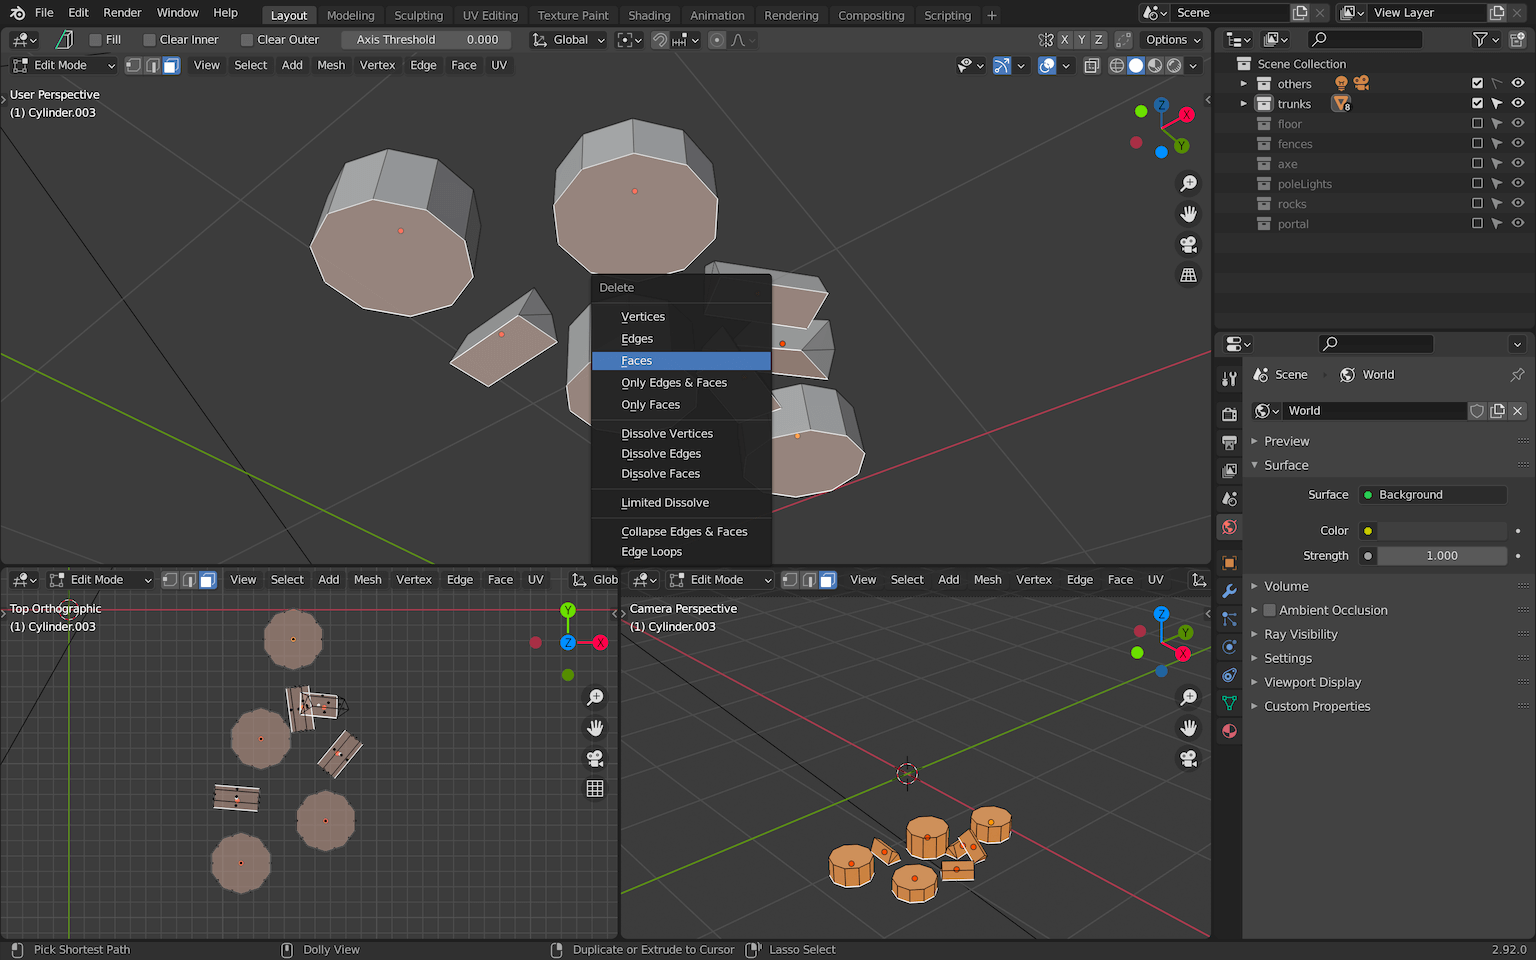 File Edit Render Window Help Layout Modeling Sculpting UV Editing Texture Paint Shading Animation Rendering Compositing Scripting + Scene View Layer
Fill Clear Inner Clear Outer Axis Threshold 0.000 Global X Y Z Options
Edit Mode View Select Add Mesh Vertex Edge Face UV
User Perspective
(1) Cylinder.003
Z
X
Y
Delete
Vertices
Edges
Faces
Only Edges & Faces
Only Faces
Dissolve Vertices
Dissolve Edges
Dissolve Faces
Limited Dissolve
Collapse Edges & Faces
Edge Loops
Scene Collection
others
trunks 8
floor
fences
axe
poleLights
rocks
portal
Scene World
World
Preview
Surface
Surface Background
Color
Strength 1.000
Volume
Ambient Occlusion
Ray Visibility
Settings
Viewport Display
Custom Properties
Edit Mode View Select Add Mesh Vertex Edge Face UV Glob
Top Orthographic
(1) Cylinder.003
Y
Z X
Edit Mode View Select Add Mesh Vertex Edge Face UV
Camera Perspective
(1) Cylinder.003
Z
Y
X
Pick Shortest Path Dolly View Duplicate or Extrude to Cursor Lasso Select 2.92.0